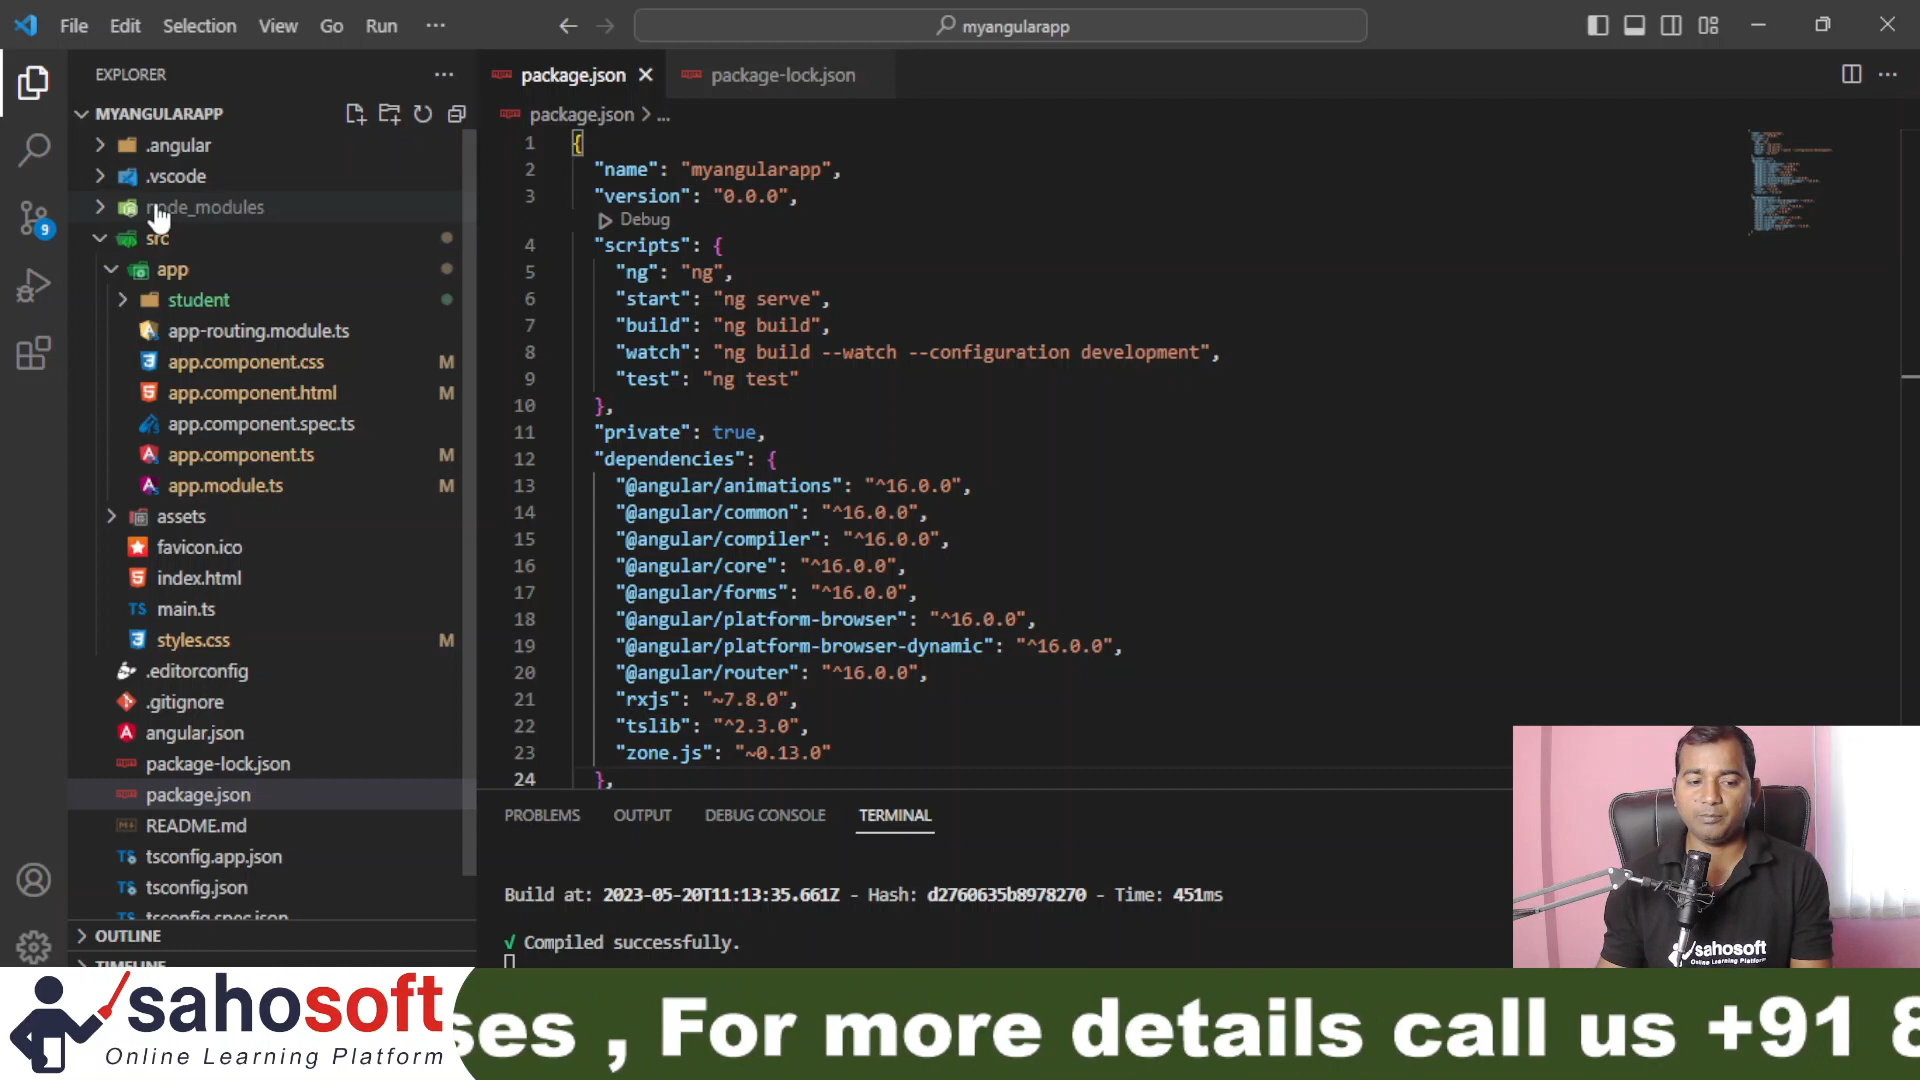 File Edit Selection View Go Run ...
myangularapp
EXPLORER
MYANGULARAPP
.angular
.vscode
node_modules
9
src
app
student
app-routing.module.ts
app.component.css M
app.component.html M
app.component.spec.ts
app.component.ts M
app.module.ts M
assets
favicon.ico
index.html
main.ts
styles.css M
.editorconfig
.gitignore
angular.json
package-lock.json
package.json
README.md
tsconfig.app.json
tsconfig.json
tsconfig.spec.json
OUTLINE
TIMELINE
package.json package-lock.json
package.json > ...
1 {
2 "name": "myangularapp",
3 "version": "0.0.0",
Debug
4 "scripts": {
5 "ng": "ng",
6 "start": "ng serve",
7 "build": "ng build",
8 "watch": "ng build --watch --configuration development",
9 "test": "ng test"
10 },
11 "private": true,
12 "dependencies": {
13 "@angular/animations": "^16.0.0",
14 "@angular/common": "^16.0.0",
15 "@angular/compiler": "^16.0.0",
16 "@angular/core": "^16.0.0",
17 "@angular/forms": "^16.0.0",
18 "@angular/platform-browser": "^16.0.0",
19 "@angular/platform-browser-dynamic": "^16.0.0",
20 "@angular/router": "^16.0.0",
21 "rxjs": "~7.8.0",
22 "tslib": "^2.3.0",
23 "zone.js": "~0.13.0"
24 },
PROBLEMS OUTPUT DEBUG CONSOLE TERMINAL
Build at: 2023-05-20T11:13:35.661Z - Hash: d2760635b8978270 - Time: 451ms
√ Compiled successfully.
sahosoft
Online Learning Platform
sahosoft
Online Learning Platform
ses , For more details call us +91 8